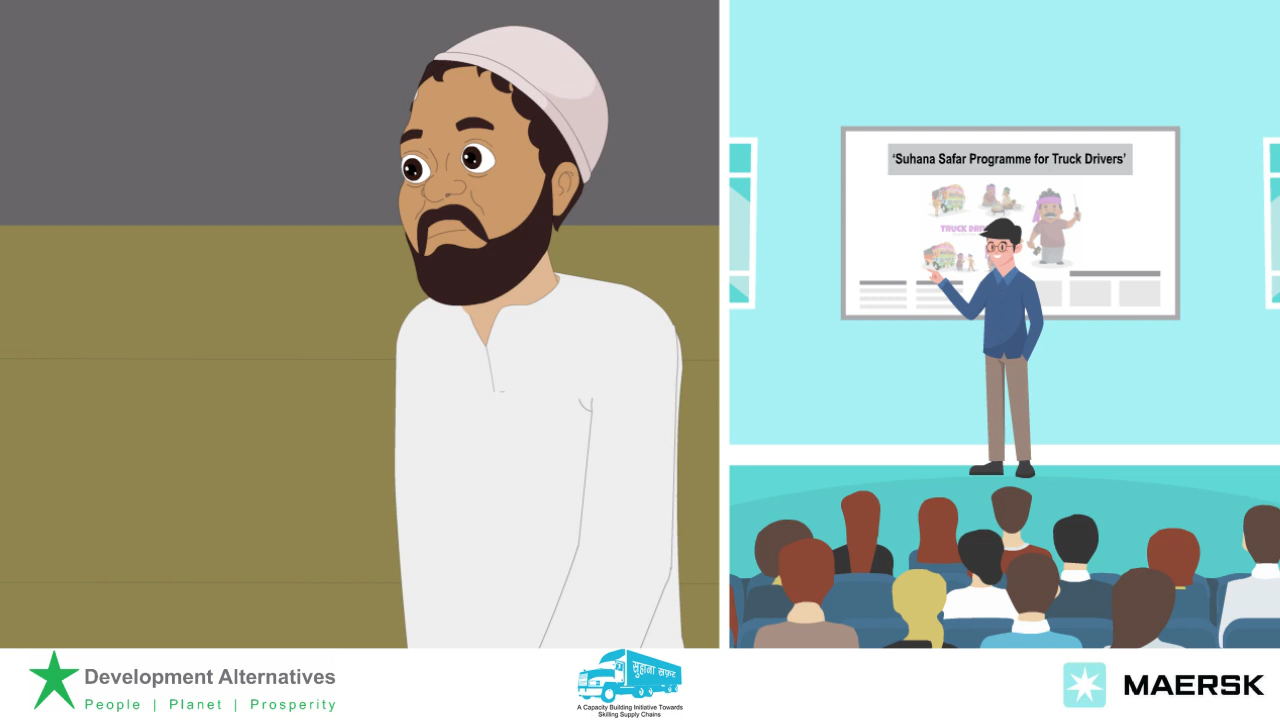 'Suhana Safar Programme for Truck Drivers'
TRUCK
Development Alternatives
People | Planet | Prosperity
सुहाना सफ़र
A Capacity Building Initiative Towards
Skilling Supply Chains
MAERSK